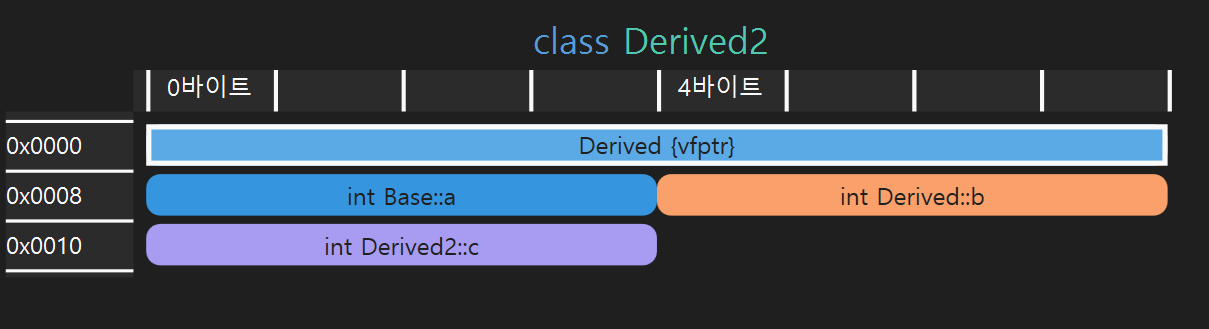 class Derived2
0바이트 4바이트
0x0000 Derived {vfptr}
0x0008 int Base::a int Derived::b
0x0010 int Derived2::c